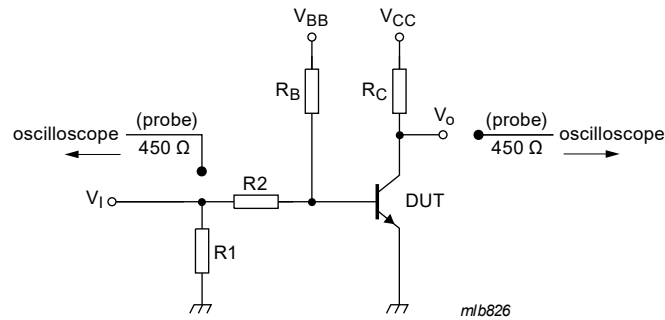 V_BB
V_CC
R_B
R_C
(probe)
oscilloscope
450 Ω
V_o
(probe)
oscilloscope
450 Ω
R2
V_I
DUT
R1
mlb826